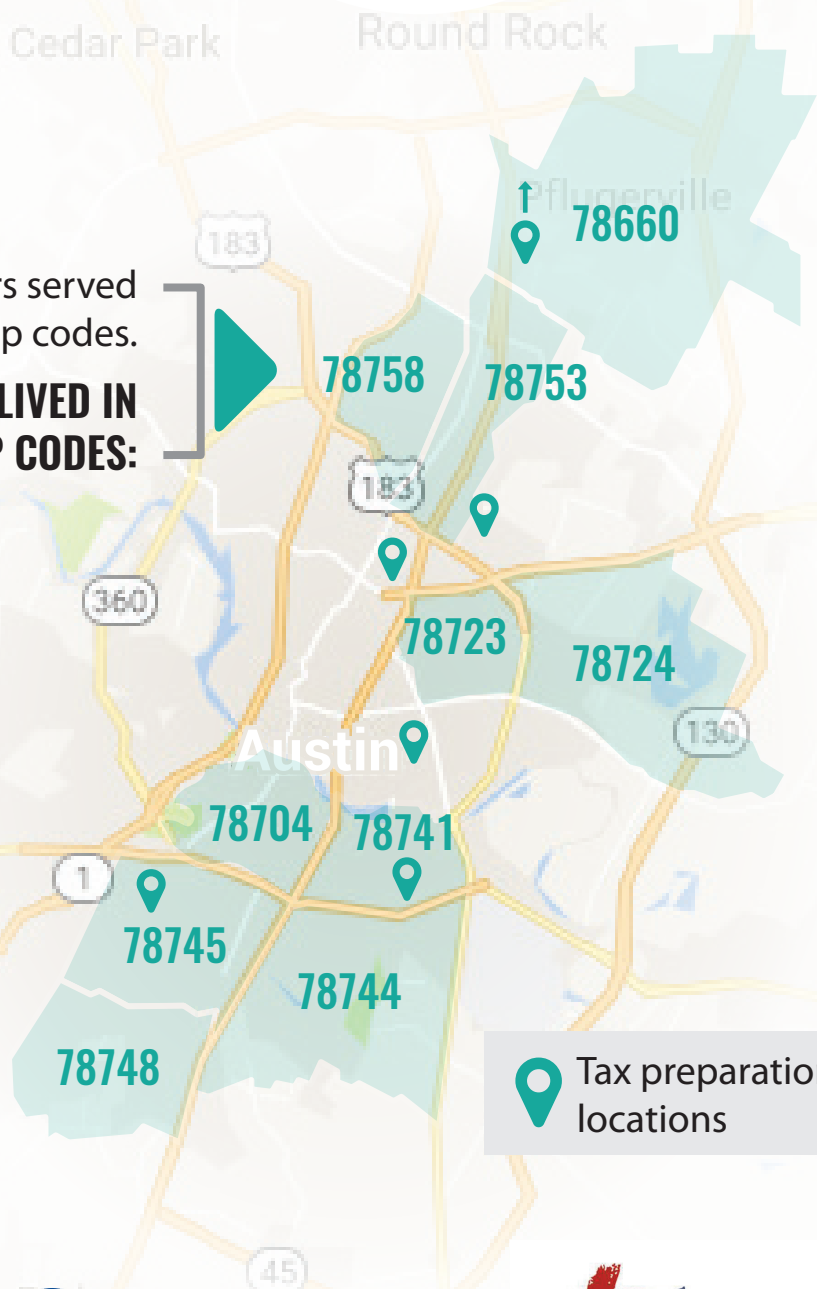 Cedar Park
Round Rock
Pflugerville
78660
183
rs served
p codes.
LIVED IN
P CODES:
78758
78753
183
360
78723
78724
130
Austin
78704
78741
1
78745
78744
78748
Tax preparatio
locations
45